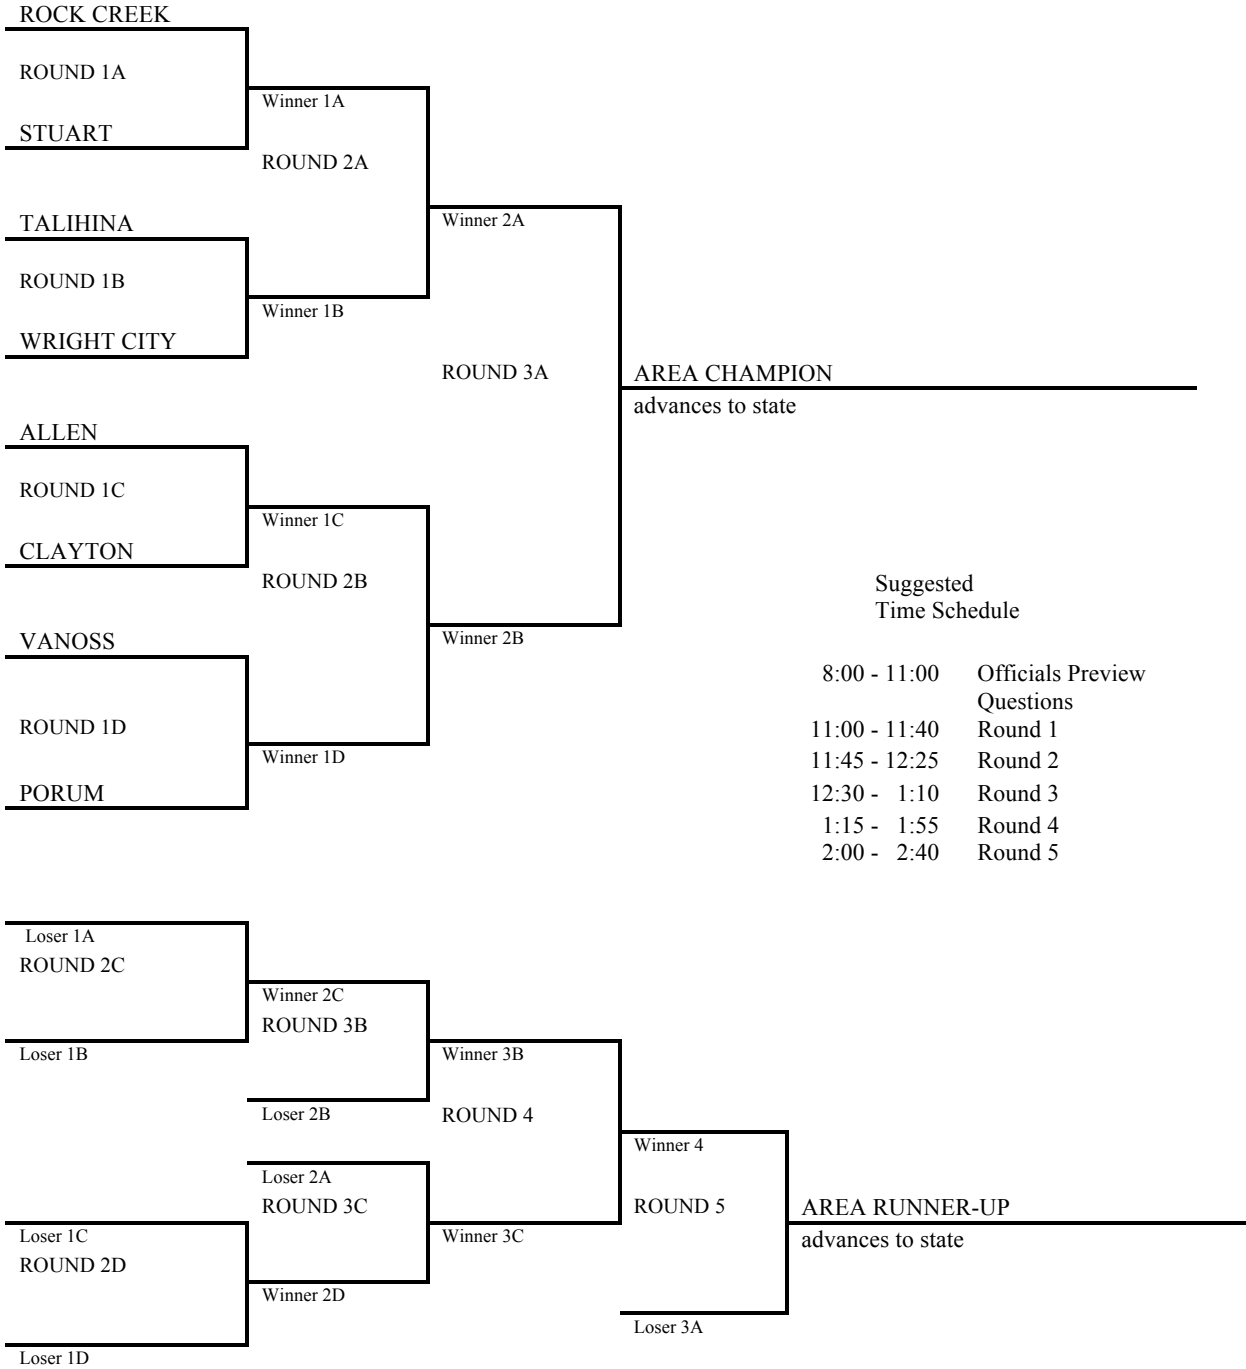 ROCK CREEK
ROUND 1A
Winner 1A
STUART
ROUND 2A
TALIHINA
Winner 2A
ROUND 1B
Winner 1B
WRIGHT CITY
ROUND 3A
AREA CHAMPION
advances to state
ALLEN
ROUND 1C
Winner 1C
CLAYTON
ROUND 2B
VANOSS
Winner 2B
ROUND 1D
Winner 1D
PORUM
Suggested
Time Schedule
8:00 - 11:00 Officials Preview
Questions
11:00 - 11:40 Round 1
11:45 - 12:25 Round 2
12:30 - 1:10 Round 3
1:15 - 1:55 Round 4
2:00 - 2:40 Round 5
Loser 1A
ROUND 2C
Winner 2C
ROUND 3B
Loser 1B
Winner 3B
Loser 2B
ROUND 4
Winner 4
Loser 2A
ROUND 3C
ROUND 5
AREA RUNNER-UP
advances to state
Loser 1C
Winner 3C
ROUND 2D
Winner 2D
Loser 3A
Loser 1D